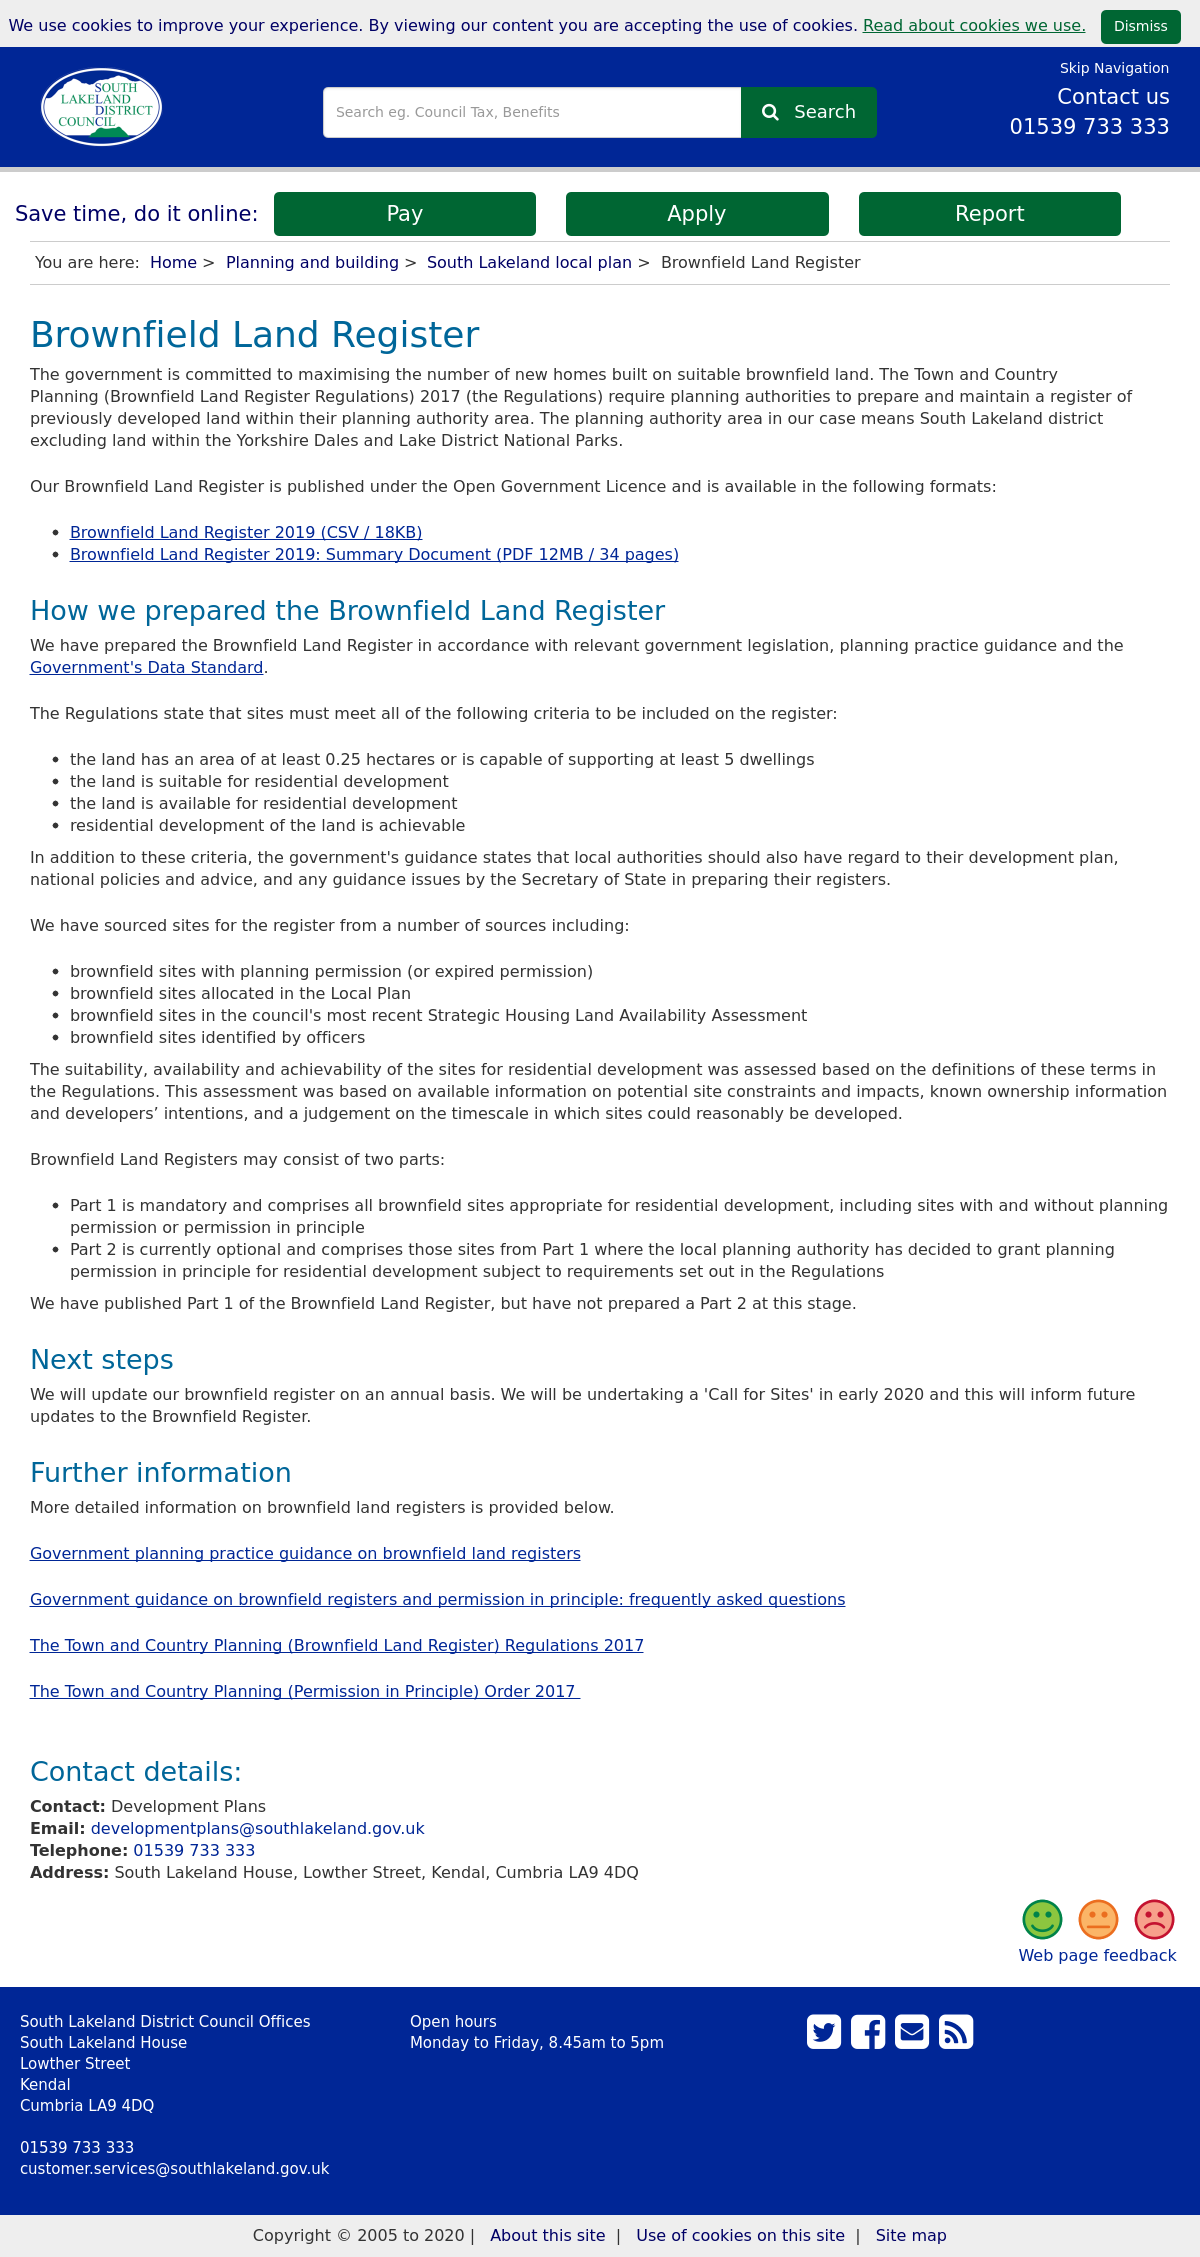 We use cookies to improve your experience. By viewing our content you are accepting the use of cookies. Read about cookies we use. Dismiss
Skip Navigation
SOUTH
LAKELAND
DISTRICT
COUNCIL
Search eg. Council Tax, Benefits Search
Contact us
01539 733 333
Save time, do it online: Pay Apply Report
You are here: Home > Planning and building > South Lakeland local plan > Brownfield Land Register
Brownfield Land Register
The government is committed to maximising the number of new homes built on suitable brownfield land. The Town and Country
Planning (Brownfield Land Register Regulations) 2017 (the Regulations) require planning authorities to prepare and maintain a register of
previously developed land within their planning authority area. The planning authority area in our case means South Lakeland district
excluding land within the Yorkshire Dales and Lake District National Parks.
Our Brownfield Land Register is published under the Open Government Licence and is available in the following formats:
• Brownfield Land Register 2019 (CSV / 18KB)
• Brownfield Land Register 2019: Summary Document (PDF 12MB / 34 pages)
How we prepared the Brownfield Land Register
We have prepared the Brownfield Land Register in accordance with relevant government legislation, planning practice guidance and the
Government's Data Standard.
The Regulations state that sites must meet all of the following criteria to be included on the register:
• the land has an area of at least 0.25 hectares or is capable of supporting at least 5 dwellings
• the land is suitable for residential development
• the land is available for residential development
• residential development of the land is achievable
In addition to these criteria, the government's guidance states that local authorities should also have regard to their development plan,
national policies and advice, and any guidance issues by the Secretary of State in preparing their registers.
We have sourced sites for the register from a number of sources including:
• brownfield sites with planning permission (or expired permission)
• brownfield sites allocated in the Local Plan
• brownfield sites in the council's most recent Strategic Housing Land Availability Assessment
• brownfield sites identified by officers
The suitability, availability and achievability of the sites for residential development was assessed based on the definitions of these terms in
the Regulations. This assessment was based on available information on potential site constraints and impacts, known ownership information
and developers’ intentions, and a judgement on the timescale in which sites could reasonably be developed.
Brownfield Land Registers may consist of two parts:
• Part 1 is mandatory and comprises all brownfield sites appropriate for residential development, including sites with and without planning
permission or permission in principle
• Part 2 is currently optional and comprises those sites from Part 1 where the local planning authority has decided to grant planning
permission in principle for residential development subject to requirements set out in the Regulations
We have published Part 1 of the Brownfield Land Register, but have not prepared a Part 2 at this stage.
Next steps
We will update our brownfield register on an annual basis. We will be undertaking a 'Call for Sites' in early 2020 and this will inform future
updates to the Brownfield Register.
Further information
More detailed information on brownfield land registers is provided below.
Government planning practice guidance on brownfield land registers
Government guidance on brownfield registers and permission in principle: frequently asked questions
The Town and Country Planning (Brownfield Land Register) Regulations 2017
The Town and Country Planning (Permission in Principle) Order 2017
Contact details:
Contact: Development Plans
Email: developmentplans@southlakeland.gov.uk
Telephone: 01539 733 333
Address: South Lakeland House, Lowther Street, Kendal, Cumbria LA9 4DQ
Web page feedback
South Lakeland District Council Offices
South Lakeland House
Lowther Street
Kendal
Cumbria LA9 4DQ
01539 733 333
customer.services@southlakeland.gov.uk
Open hours
Monday to Friday, 8.45am to 5pm
Copyright © 2005 to 2020 | About this site | Use of cookies on this site | Site map